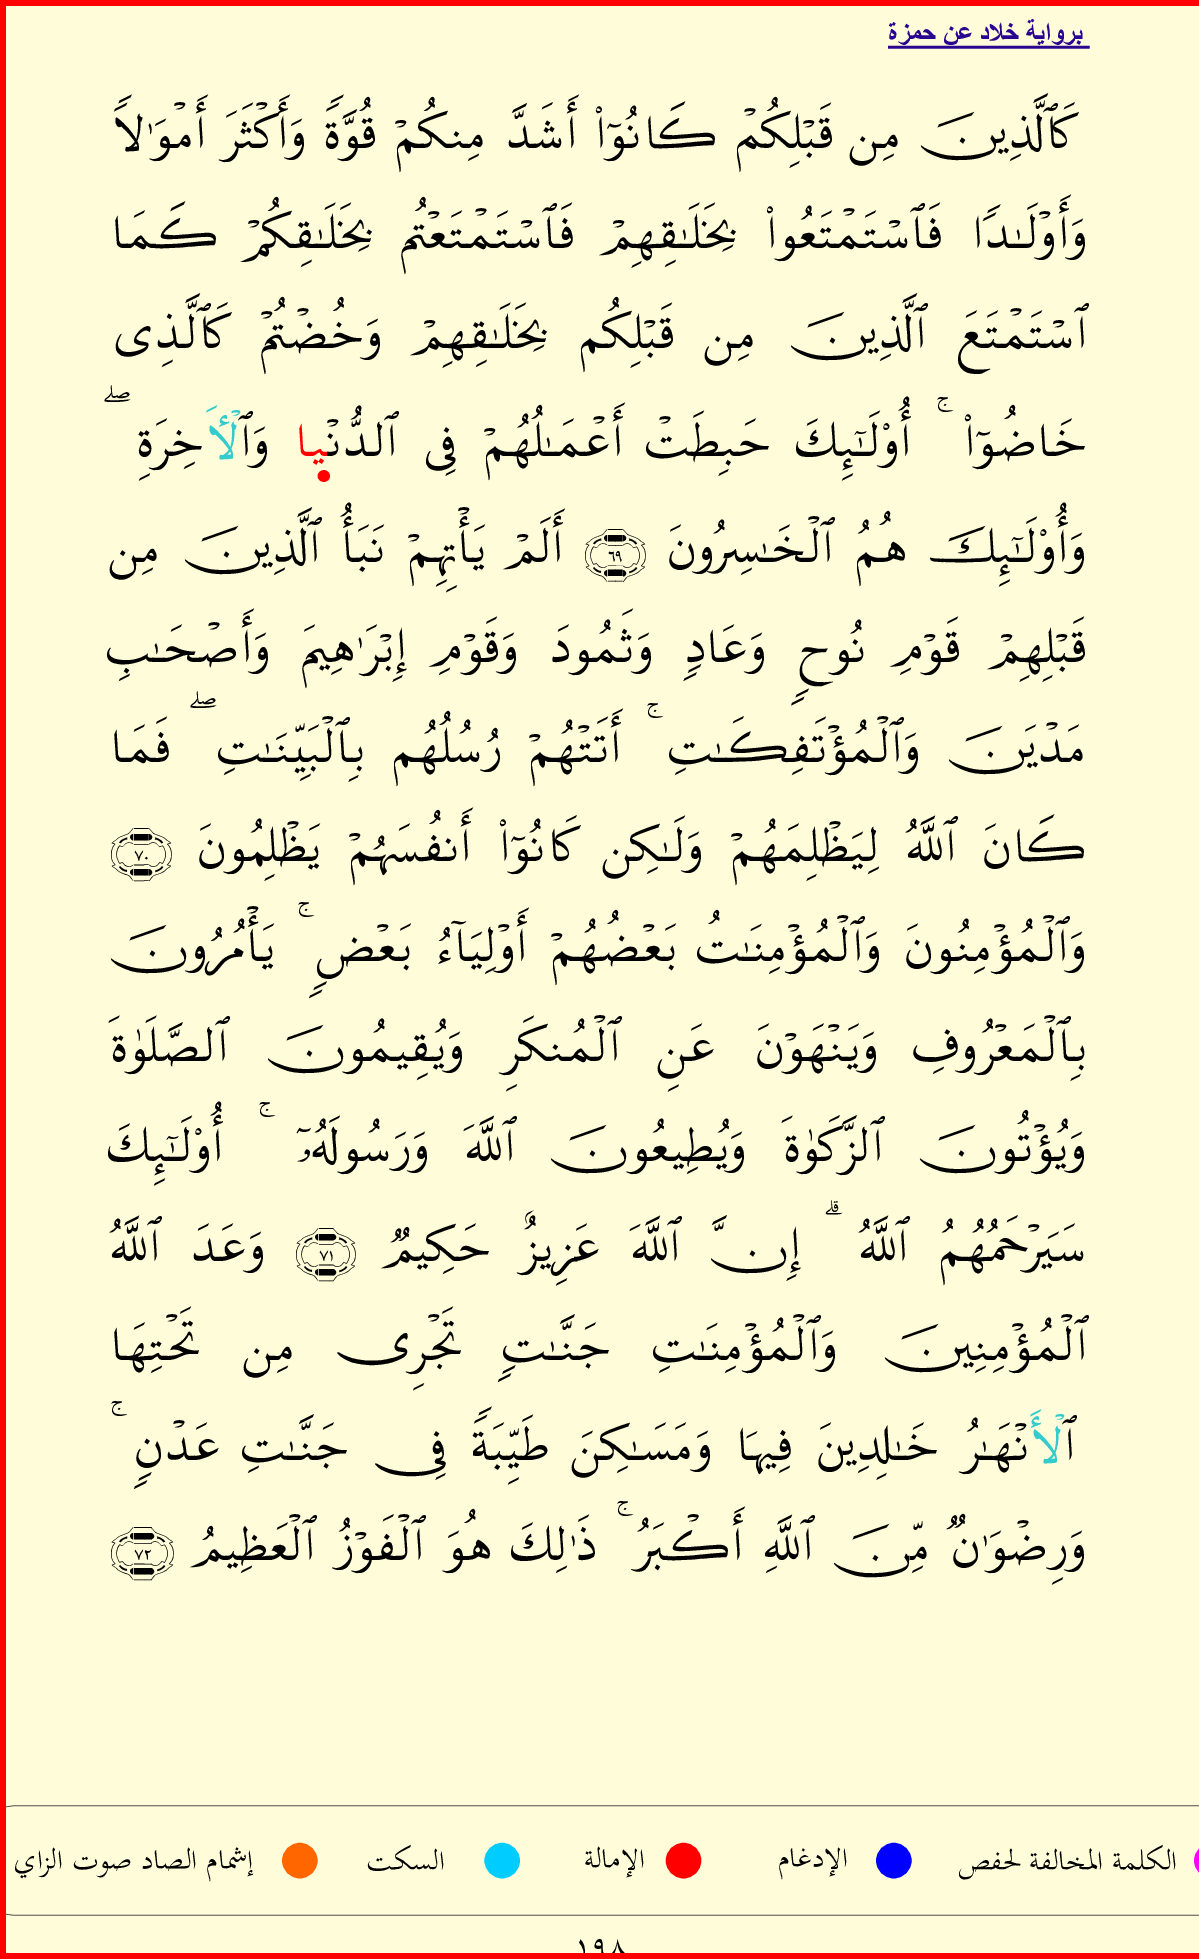 برواية خلاد عن حمزة
كَٱلَّذِينَ مِن قَبْلِكُمْ كَانُوٓا۟ أَشَدَّ مِنكُمْ قُوَّةً وَأَكْثَرَ أَمْوَٰلًا
وَأَوْلَـٰدًا فَٱسْتَمْتَعُوا۟ بِخَلَـٰقِهِمْ فَٱسْتَمْتَعْتُم بِخَلَـٰقِكُمْ كَمَا
ٱسْتَمْتَعَ ٱلَّذِينَ مِن قَبْلِكُم بِخَلَـٰقِهِمْ وَخُضْتُمْ كَٱلَّذِى
خَاضُوٓا۟ ۚ أُو۟لَـٰٓئِكَ حَبِطَتْ أَعْمَـٰلُهُمْ فِى ٱلدُّنْيا وَٱلْأَخِرَةِ ۖ
وَأُو۟لَـٰٓئِكَ هُمُ ٱلْخَـٰسِرُونَ ٦٩ أَلَمْ يَأْتِهِمْ نَبَأُ ٱلَّذِينَ مِن
قَبْلِهِمْ قَوْمِ نُوحٍ وَعَادٍ وَثَمُودَ وَقَوْمِ إِبْرَٰهِيمَ وَأَصْحَـٰبِ
مَدْيَنَ وَٱلْمُؤْتَفِكَـٰتِ ۚ أَتَتْهُمْ رُسُلُهُم بِٱلْبَيِّنَـٰتِ ۖ فَمَا
كَانَ ٱللَّهُ لِيَظْلِمَهُمْ وَلَـٰكِن كَانُوٓا۟ أَنفُسَهُمْ يَظْلِمُونَ ٧٠
وَٱلْمُؤْمِنُونَ وَٱلْمُؤْمِنَـٰتُ بَعْضُهُمْ أَوْلِيَآءُ بَعْضٍ ۚ يَأْمُرُونَ
بِٱلْمَعْرُوفِ وَيَنْهَوْنَ عَنِ ٱلْمُنكَرِ وَيُقِيمُونَ ٱلصَّلَوٰةَ
وَيُؤْتُونَ ٱلزَّكَوٰةَ وَيُطِيعُونَ ٱللَّهَ وَرَسُولَهُۥٓ ۚ أُو۟لَـٰٓئِكَ
سَيَرْحَمُهُمُ ٱللَّهُ ۗ إِنَّ ٱللَّهَ عَزِيزٌ حَكِيمٌ ٧١ وَعَدَ ٱللَّهُ
ٱلْمُؤْمِنِينَ وَٱلْمُؤْمِنَـٰتِ جَنَّـٰتٍ تَجْرِى مِن تَحْتِهَا
ٱلْأَنْهَـٰرُ خَـٰلِدِينَ فِيهَا وَمَسَـٰكِنَ طَيِّبَةً فِى جَنَّـٰتِ عَدْنٍ ۚ
وَرِضْوَٰنٌ مِّنَ ٱللَّهِ أَكْبَرُ ۚ ذَٰلِكَ هُوَ ٱلْفَوْزُ ٱلْعَظِيمُ ٧٢
الكلمة المخالفة لحفص الإدغام الإمالة السكت إشمام الصاد صوت الزاي
١٩٨